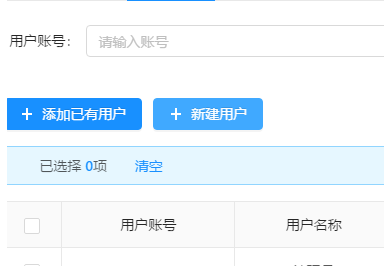 用户账号： 请输入账号
+ 添加已有用户 + 新建用户
已选择 0项 清空
用户账号 用户名称